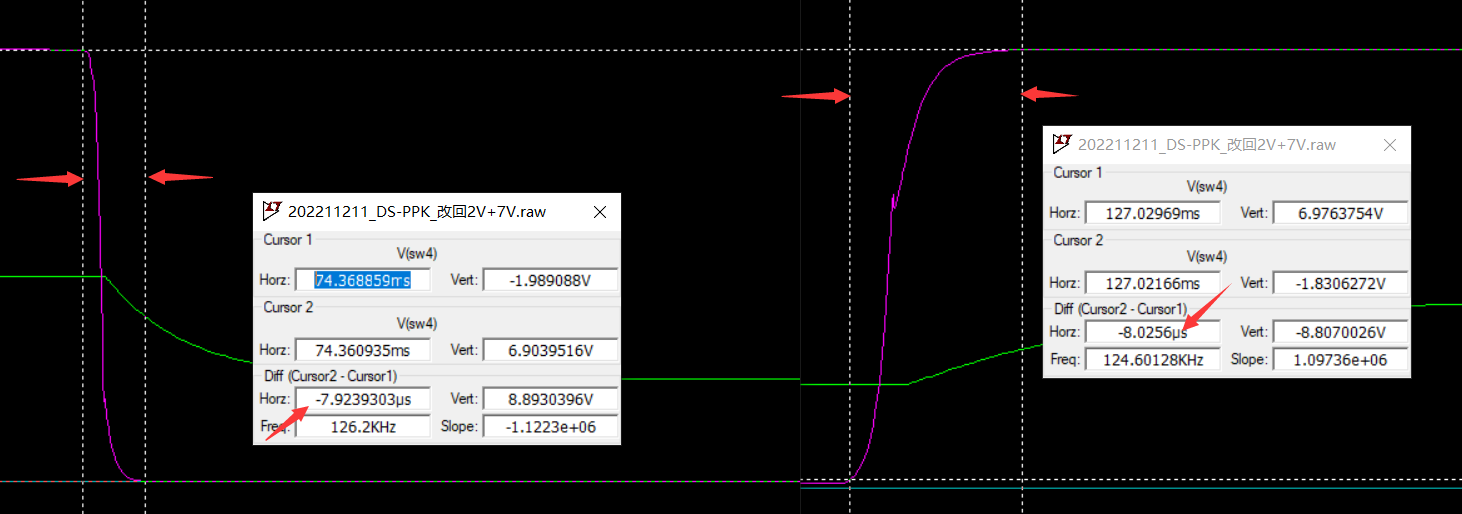 202211211_DS-PPK_改回2V+7V.raw
Cursor 1
V(sw4)
Horz: 74.368859ms Vert: -1.989088V
Cursor 2
V(sw4)
Horz: 74.360935ms Vert: 6.9039516V
Diff (Cursor2 - Cursor1)
Horz: -7.9239303µs Vert: 8.8930396V
Freq: 126.2KHz Slope: -1.1223e+06
202211211_DS-PPK_改回2V+7V.raw
Cursor 1
V(sw4)
Horz: 127.02969ms Vert: 6.9763754V
Cursor 2
V(sw4)
Horz: 127.02166ms Vert: -1.8306272V
Diff (Cursor2 - Cursor1)
Horz: -8.0256µs Vert: -8.8070026V
Freq: 124.60128KHz Slope: 1.09736e+06